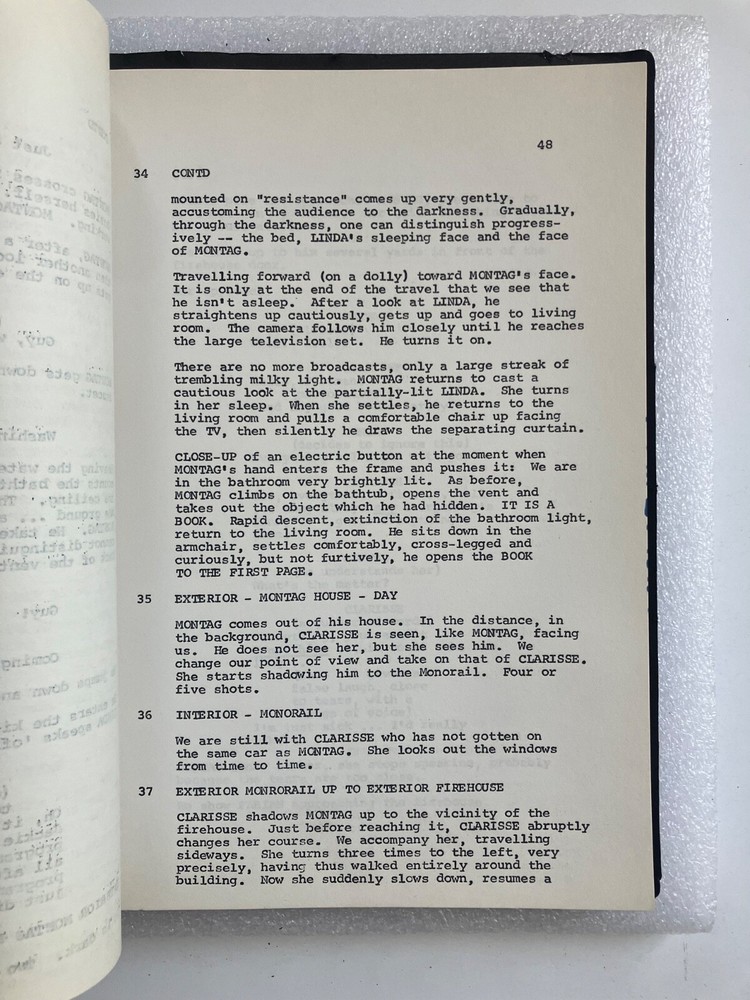 48
34 CONTD
mounted on "resistance" comes up very gently,
accustoming the audience to the darkness. Gradually,
through the darkness, one can distinguish progress-
ively -- the bed, LINDA's sleeping face and the face
of MONTAG.
Travelling forward (on a dolly) toward MONTAG's face.
It is only at the end of the travel that we see that
he isn't asleep. After a look at LINDA, he
straightens up cautiously, gets up and goes to living
room. The camera follows him closely until he reaches
the large television set. He turns it on.
There are no more broadcasts, only a large streak of
trembling milky light. MONTAG returns to cast a
cautious look at the partially-lit LINDA. She turns
in her sleep. When she settles, he returns to the
living room and pulls a comfortable chair up facing
the TV, then silently he draws the separating curtain.
CLOSE-UP of an electric button at the moment when
MONTAG's hand enters the frame and pushes it: We are
in the bathroom very brightly lit. As before,
MONTAG climbs on the bathtub, opens the vent and
takes out the object which he had hidden. IT IS A
BOOK. Rapid descent, extinction of the bathroom light,
return to the living room. He sits down in the
armchair, settles comfortably, cross-legged and
curiously, but not furtively, he opens the BOOK
TO THE FIRST PAGE.
35 EXTERIOR - MONTAG HOUSE - DAY
MONTAG comes out of his house. In the distance, in
the background, CLARISSE is seen, like MONTAG, facing
us. He does not see her, but she sees him. We
change our point of view and take on that of CLARISSE.
She starts shadowing him to the Monorail. Four or
five shots.
36 INTERIOR - MONORAIL
We are still with CLARISSE who has not gotten on
the same car as MONTAG. She looks out the windows
from time to time.
37 EXTERIOR MONRORAIL UP TO EXTERIOR FIREHOUSE
CLARISSE shadows MONTAG up to the vicinity of the
firehouse. Just before reaching it, CLARISSE abruptly
changes her course. We accompany her, travelling
sideways. She turns three times to the left, very
precisely, having thus walked entirely around the
building. Now she suddenly slows down, resumes a